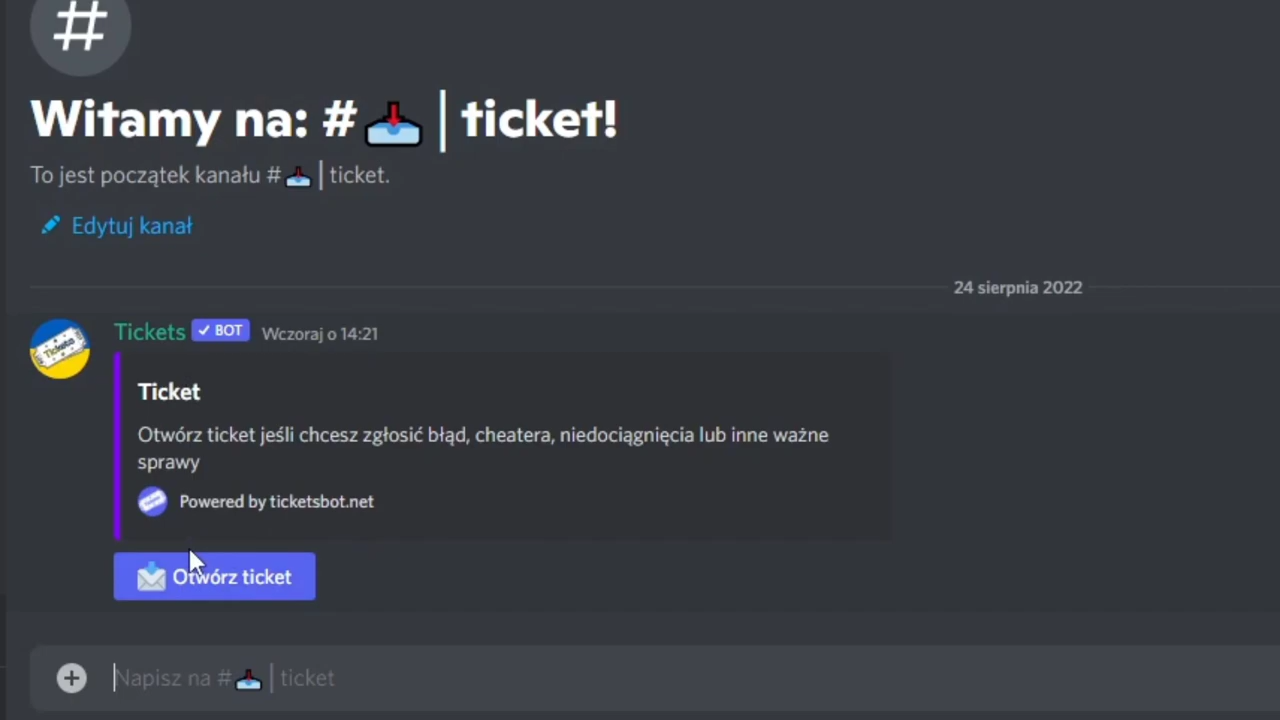 #
Witamy na: #📥│ticket!
To jest początek kanału #📥│ticket.
Edytuj kanał
24 sierpnia 2022
Tickets ✓ BOT Wczoraj o 14:21
Tickets
Ticket
Otwórz ticket jeśli chcesz zgłosić błąd, cheatera, niedociągnięcia lub inne ważne
sprawy
Powered by ticketsbot.net
Otwórz ticket
Napisz na #📥│ticket